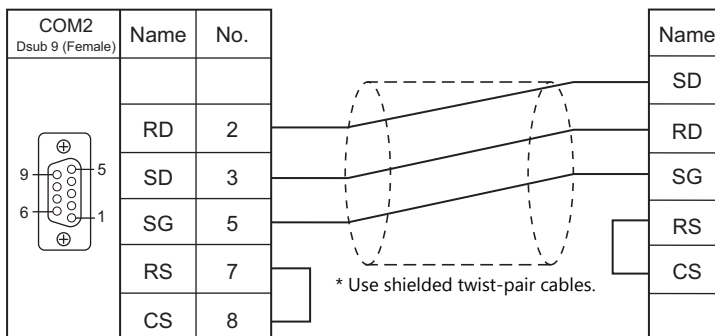 COM2
Dsub 9 (Female)
Name No.
Name
SD
RD 2
RD
9 5
SD 3
SG
6 1
SG 5
RS
RS 7
* Use shielded twist-pair cables.
CS
CS 8